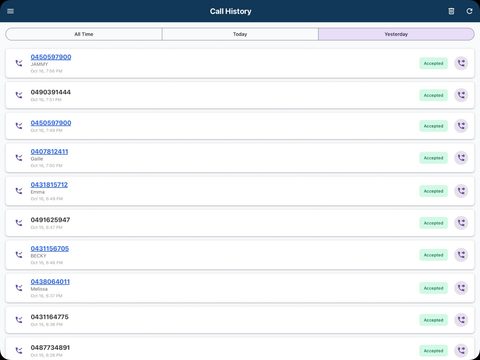 Call History
All Time
Today
Yesterday
0450597900
JAMMY
Oct 16, 7:56 PM
Accepted
0490391444
Oct 16, 7:51 PM
Accepted
0450597900
Oct 16, 7:49 PM
Accepted
0407812411
Gaile
Oct 16, 7:00 PM
Accepted
0431815712
Emma
Oct 16, 6:49 PM
Accepted
0491625947
Oct 16, 6:47 PM
Accepted
0431156705
BECKY
Oct 16, 6:46 PM
Accepted
0438064011
Melissa
Oct 16, 6:37 PM
Accepted
0431164775
Oct 16, 6:36 PM
Accepted
0487734891
Oct 16, 6:26 PM
Accepted